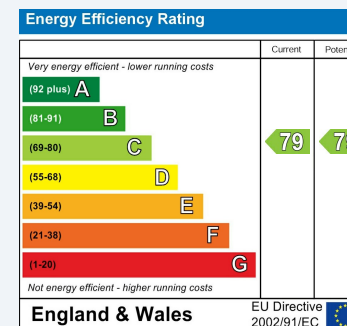 Energy Efficiency Rating
Current
Very energy efficient - lower running costs
(92 plus) A
(81-91) B
(69-80) C
79
(55-68) D
(39-54) E
(21-38) F
(1-20) G
Not energy efficient - higher running costs
England & Wales
EU Directive
2002/91/EC